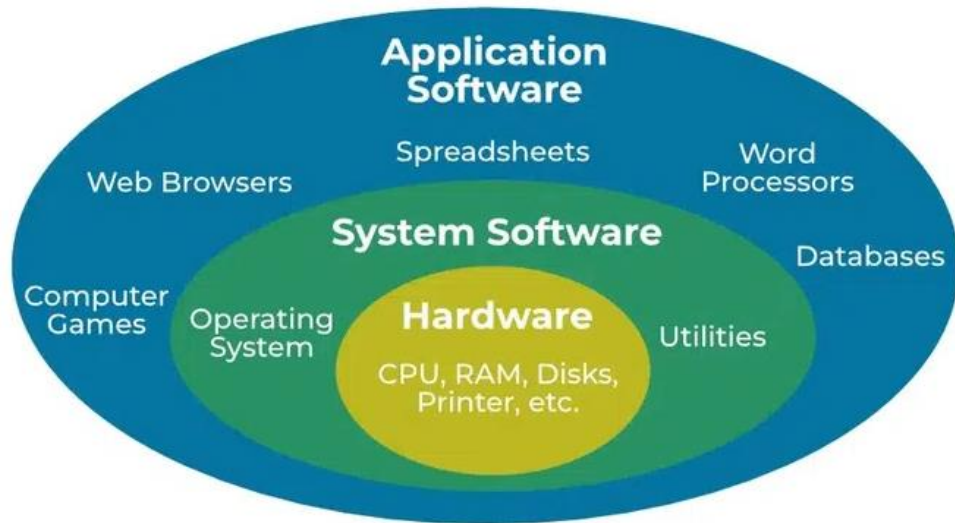 Application
Software
Spreadsheets
Word
Processors
Web Browsers
System Software
Databases
Computer
Games
Operating
System
Hardware
Utilities
CPU, RAM, Disks,
Printer, etc.